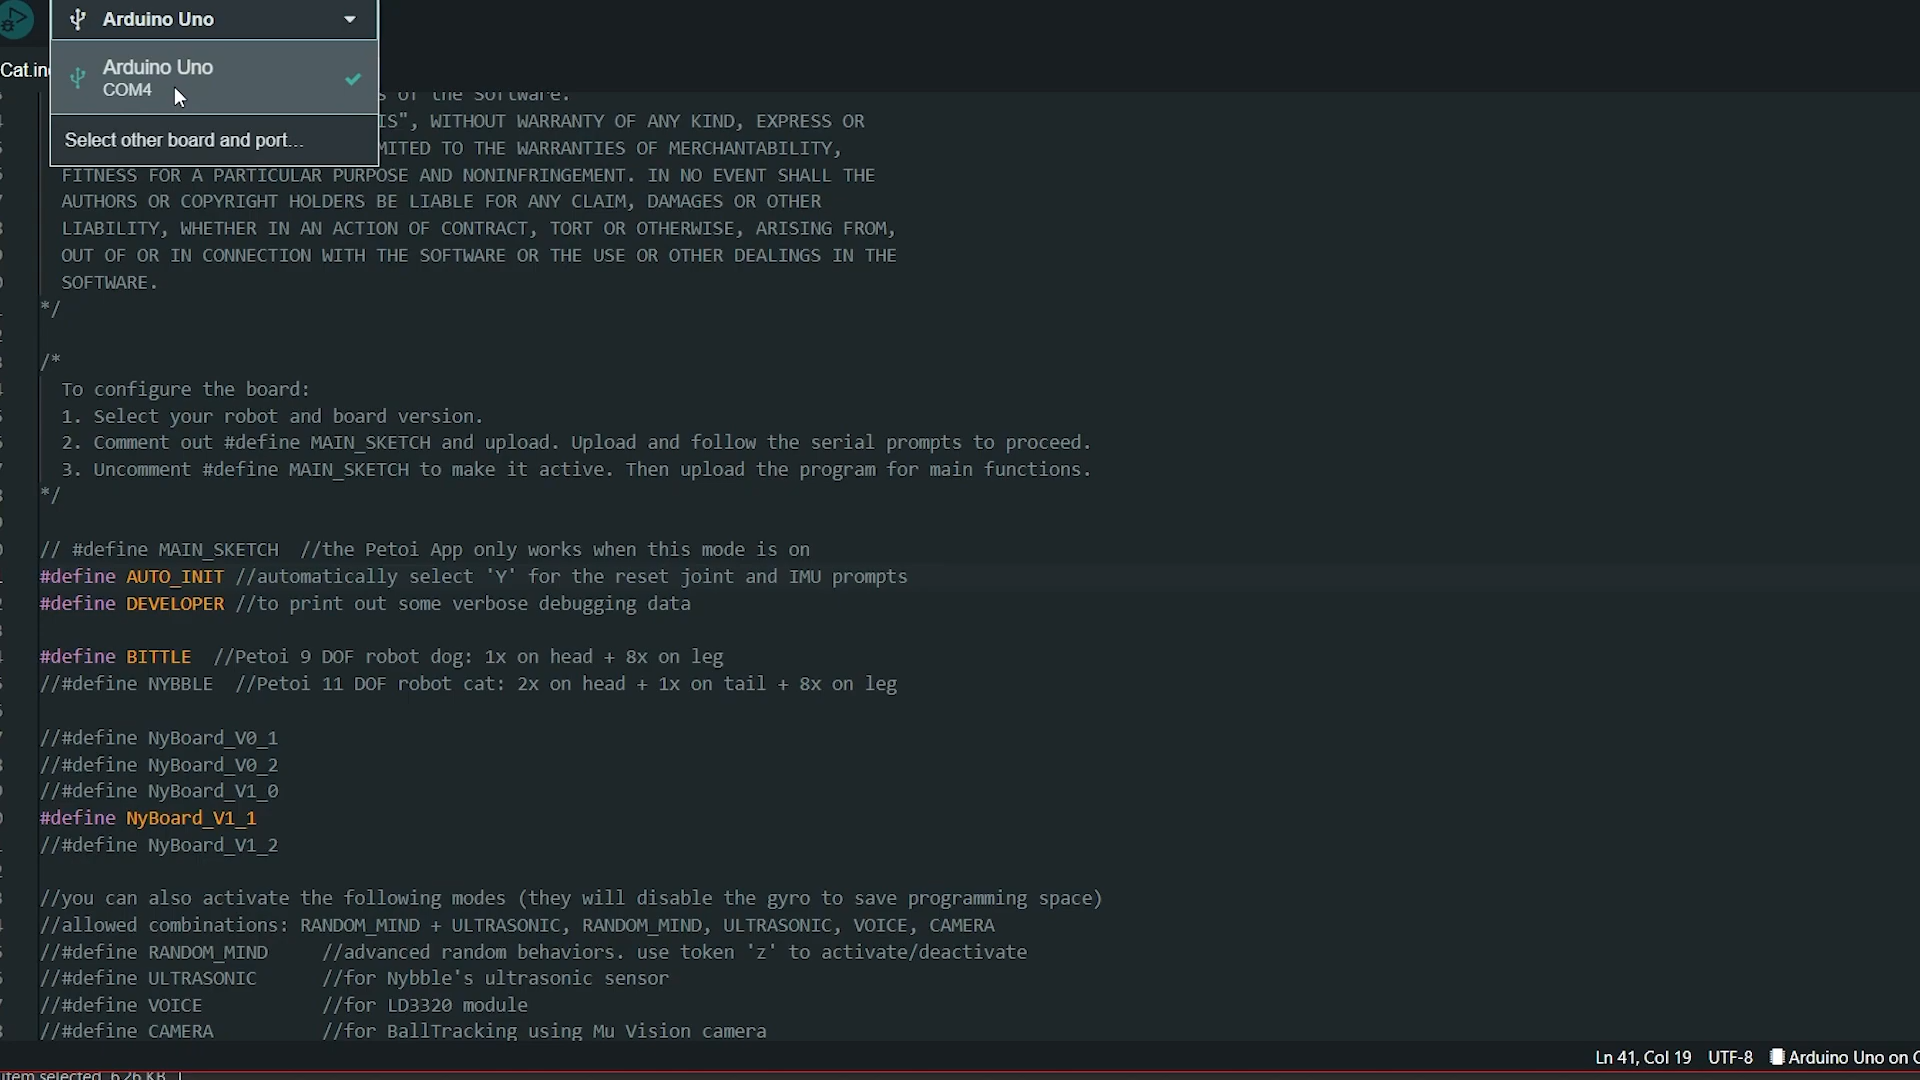 Arduino Uno
Arduino Uno
COM4
Select other board and port...
Cat.in
s of the Software.
IS", WITHOUT WARRANTY OF ANY KIND, EXPRESS OR
MITED TO THE WARRANTIES OF MERCHANTABILITY,
FITNESS FOR A PARTICULAR PURPOSE AND NONINFRINGEMENT. IN NO EVENT SHALL THE
AUTHORS OR COPYRIGHT HOLDERS BE LIABLE FOR ANY CLAIM, DAMAGES OR OTHER
LIABILITY, WHETHER IN AN ACTION OF CONTRACT, TORT OR OTHERWISE, ARISING FROM,
OUT OF OR IN CONNECTION WITH THE SOFTWARE OR THE USE OR OTHER DEALINGS IN THE
SOFTWARE.
*/
/*
To configure the board:
1. Select your robot and board version.
2. Comment out #define MAIN_SKETCH and upload. Upload and follow the serial prompts to proceed.
3. Uncomment #define MAIN_SKETCH to make it active. Then upload the program for main functions.
*/
// #define MAIN_SKETCH //the Petoi App only works when this mode is on
#define AUTO_INIT //automatically select 'Y' for the reset joint and IMU prompts
#define DEVELOPER //to print out some verbose debugging data
#define BITTLE //Petoi 9 DOF robot dog: 1x on head + 8x on leg
//#define NYBBLE //Petoi 11 DOF robot cat: 2x on head + 1x on tail + 8x on leg
//#define NyBoard_V0_1
//#define NyBoard_V0_2
//#define NyBoard_V1_0
#define NyBoard_V1_1
//#define NyBoard_V1_2
//you can also activate the following modes (they will disable the gyro to save programming space)
//allowed combinations: RANDOM_MIND + ULTRASONIC, RANDOM_MIND, ULTRASONIC, VOICE, CAMERA
//#define RANDOM_MIND //advanced random behaviors. use token 'z' to activate/deactivate
//#define ULTRASONIC //for Nybble's ultrasonic sensor
//#define VOICE //for LD3320 module
//#define CAMERA //for BallTracking using Mu Vision camera
Ln 41, Col 19 UTF-8 Arduino Uno on
item selected 6.26 KB